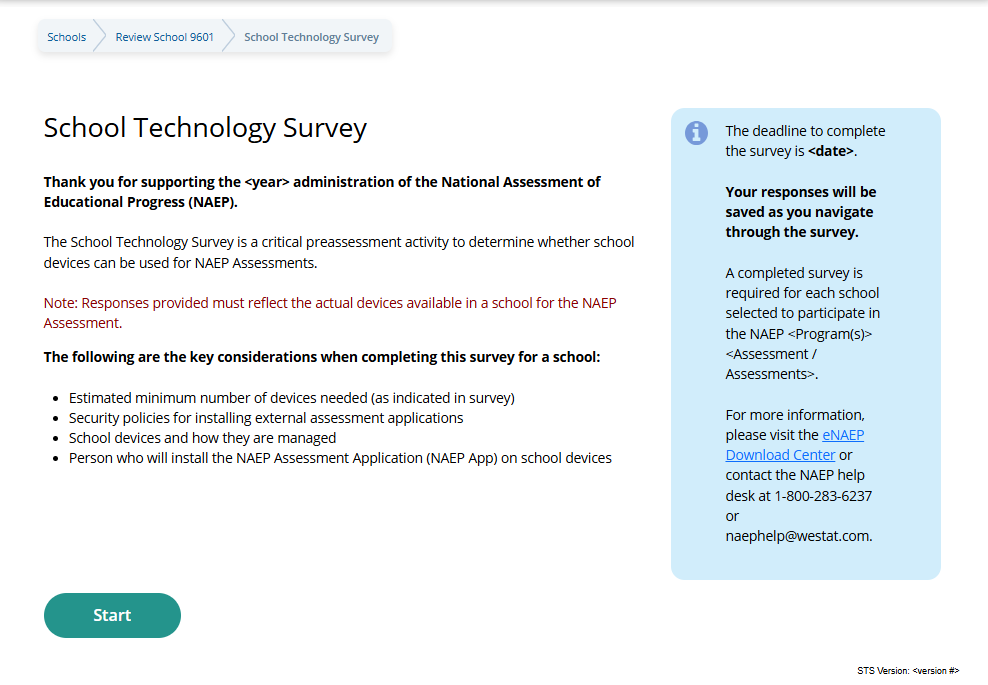 Schools
Review School 9601
School Technology Survey
School Technology Survey
Thank you for supporting the <year> administration of the National Assessment of
Educational Progress (NAEP).
The School Technology Survey is a critical preassessment activity to determine whether school
devices can be used for NAEP Assessments.
Note: Responses provided must reflect the actual devices available in a school for the NAEP
Assessment.
The following are the key considerations when completing this survey for a school:
• Estimated minimum number of devices needed (as indicated in survey)
• Security policies for installing external assessment applications
• School devices and how they are managed
• Person who will install the NAEP Assessment Application (NAEP App) on school devices
Start
The deadline to complete
the survey is <date>.
Your responses will be
saved as you navigate
through the survey.
A completed survey is
required for each school
selected to participate in
the NAEP <Program(s)>
<Assessment /
Assessments>.
For more information,
please visit the eNAEP
Download Center or
contact the NAEP help
desk at 1-800-283-6237
or
naephelp@westat.com.
STS Version: <version #>